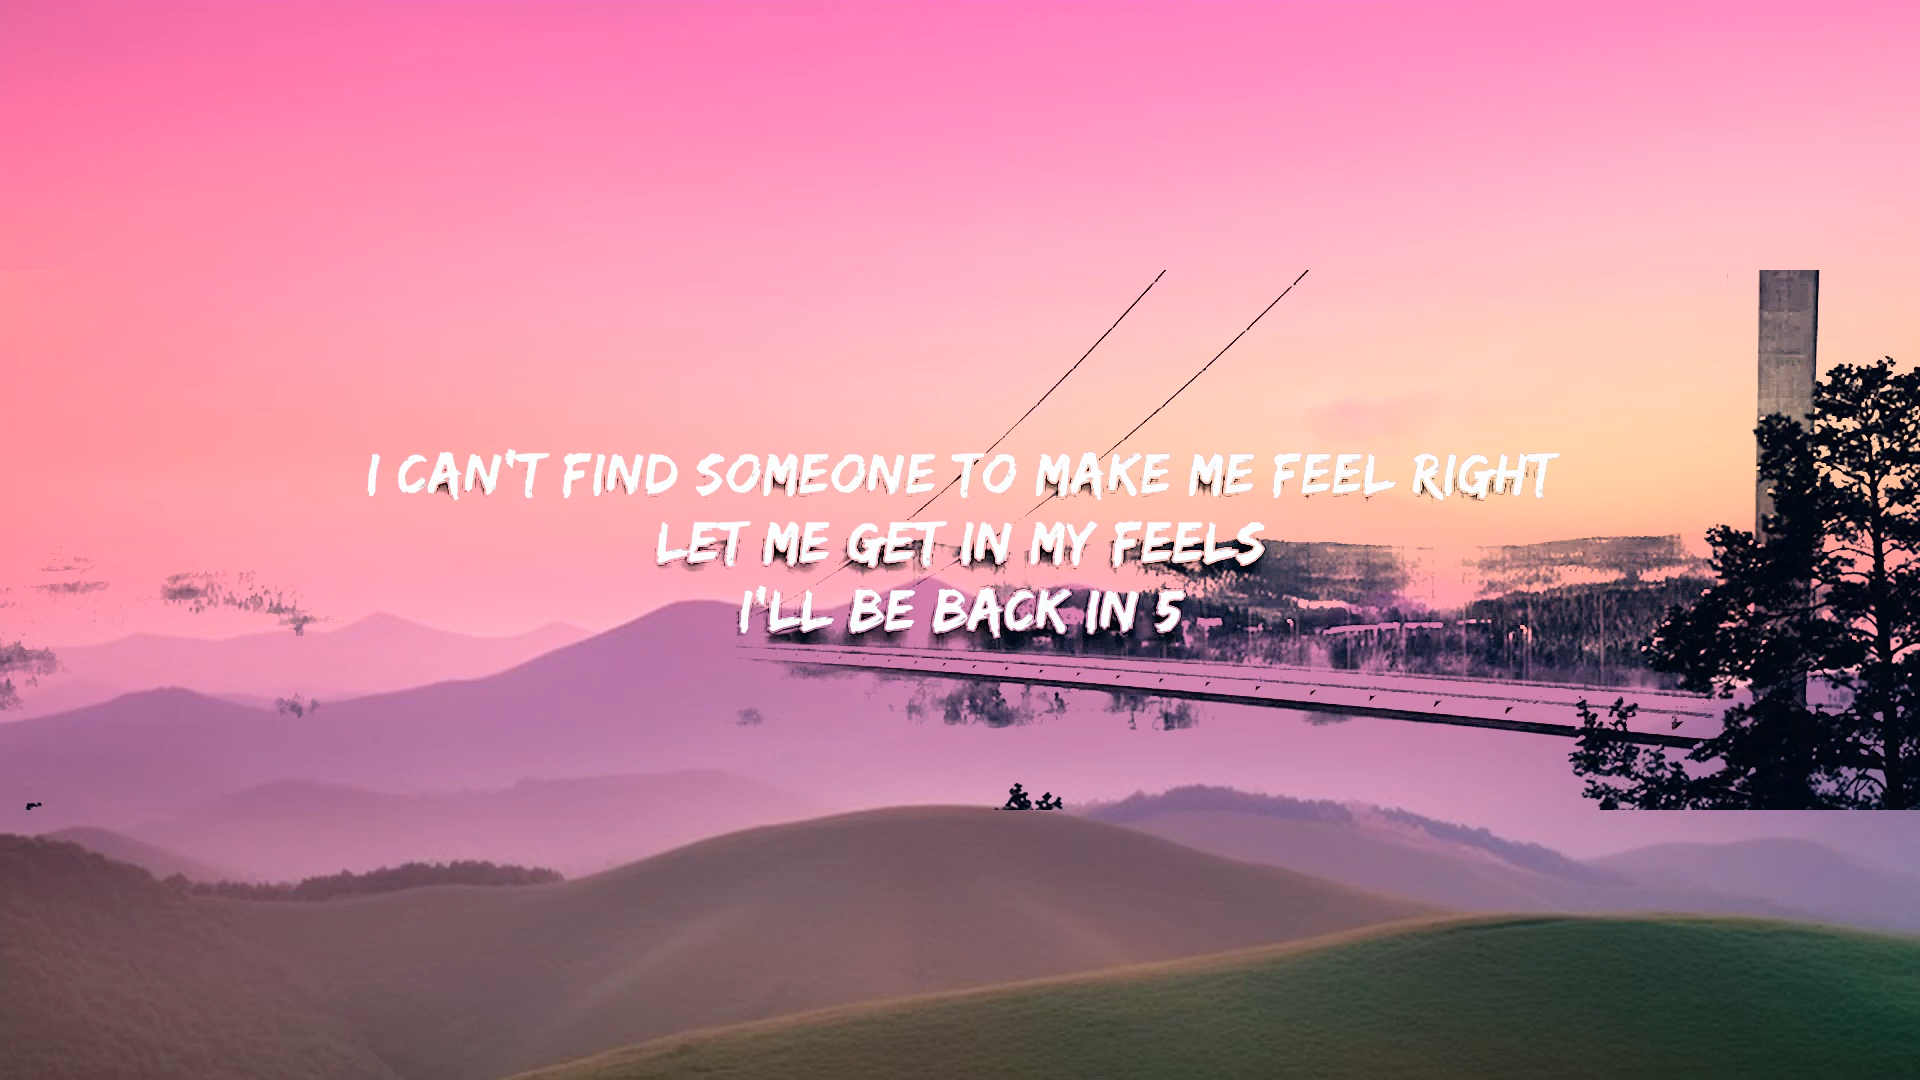 I CAN'T FIND SOMEONE TO MAKE ME FEEL RIGHT
LET ME GET IN MY FEELS
I'LL BE BACK IN 5